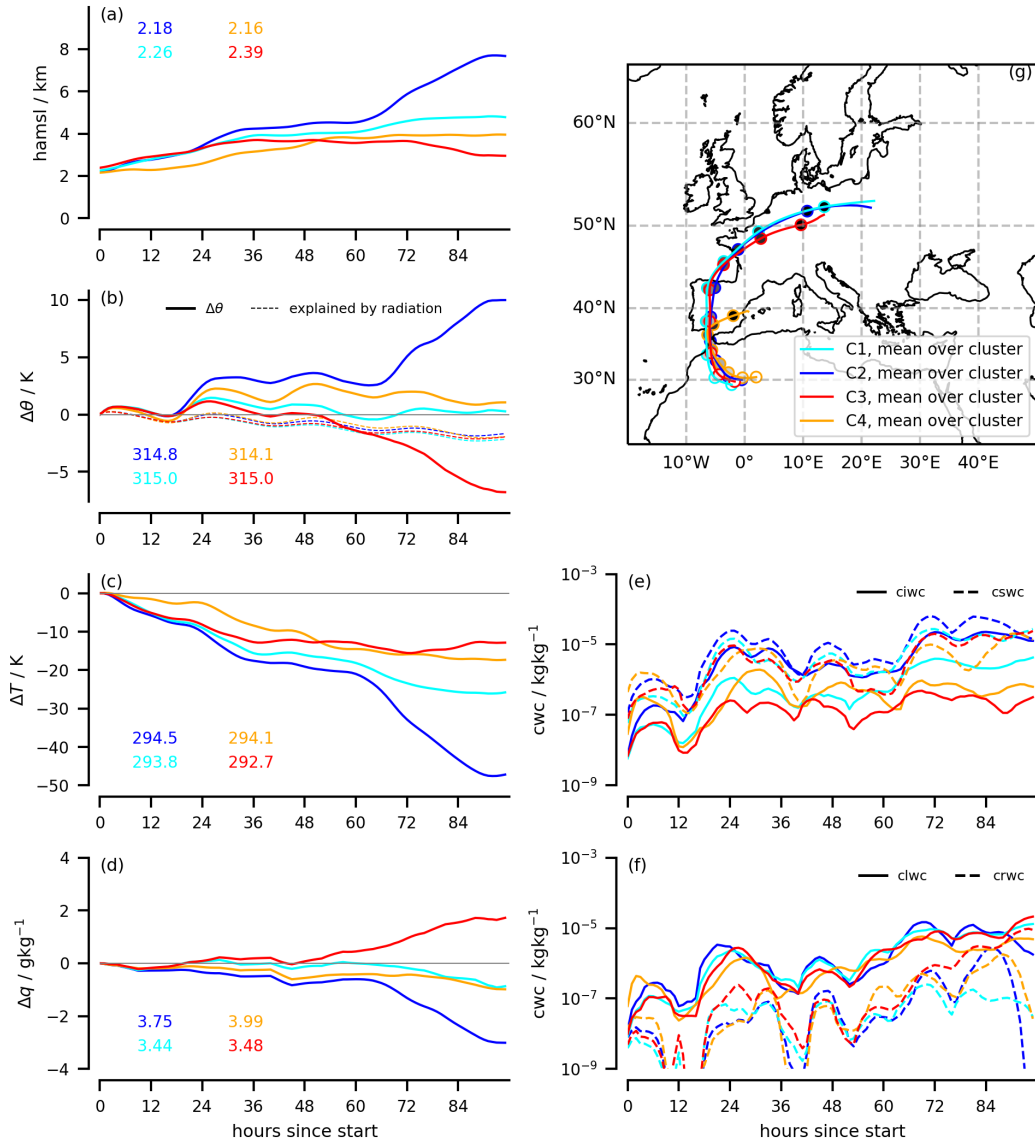 (a)
2.18 2.16
2.26 2.39
hamsl / km
8
6
4
2
0
(b)
Δθ
explained by radiation
Δθ / K
10
5
0
−5
314.8 314.1
315.0 315.0
0 12 24 36 48 60 72 84
(g)
60°N
50°N
40°N
30°N
10°W 0° 10°E 20°E 30°E 40°E
C1, mean over cluster
C2, mean over cluster
C3, mean over cluster
C4, mean over cluster
(c)
ΔT / K
0
−10
−20
−30
−40
−50
294.5 294.1
293.8 292.7
0 12 24 36 48 60 72 84
(e)
ciwc cswc
cwc / kgkg⁻¹
10⁻³
10⁻⁵
10⁻⁷
10⁻⁹
0 12 24 36 48 60 72 84
(d)
Δq / gkg⁻¹
4
2
0
−2
−4
3.75 3.99
3.44 3.48
0 12 24 36 48 60 72 84
hours since start
(f)
clwc crwc
cwc / kgkg⁻¹
10⁻³
10⁻⁵
10⁻⁷
10⁻⁹
0 12 24 36 48 60 72 84
hours since start